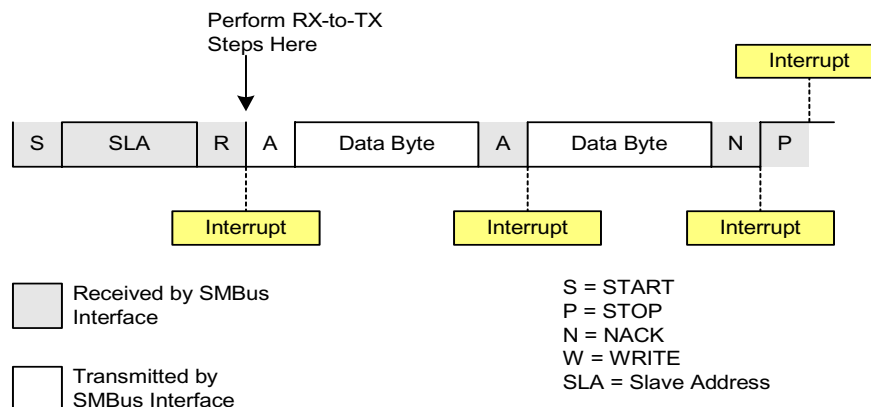 Perform RX-to-TX
Steps Here
Interrupt
S SLA R A Data Byte A Data Byte N P
Interrupt Interrupt Interrupt
Received by SMBus
Interface
Transmitted by
SMBus Interface
S = START
P = STOP
N = NACK
W = WRITE
SLA = Slave Address